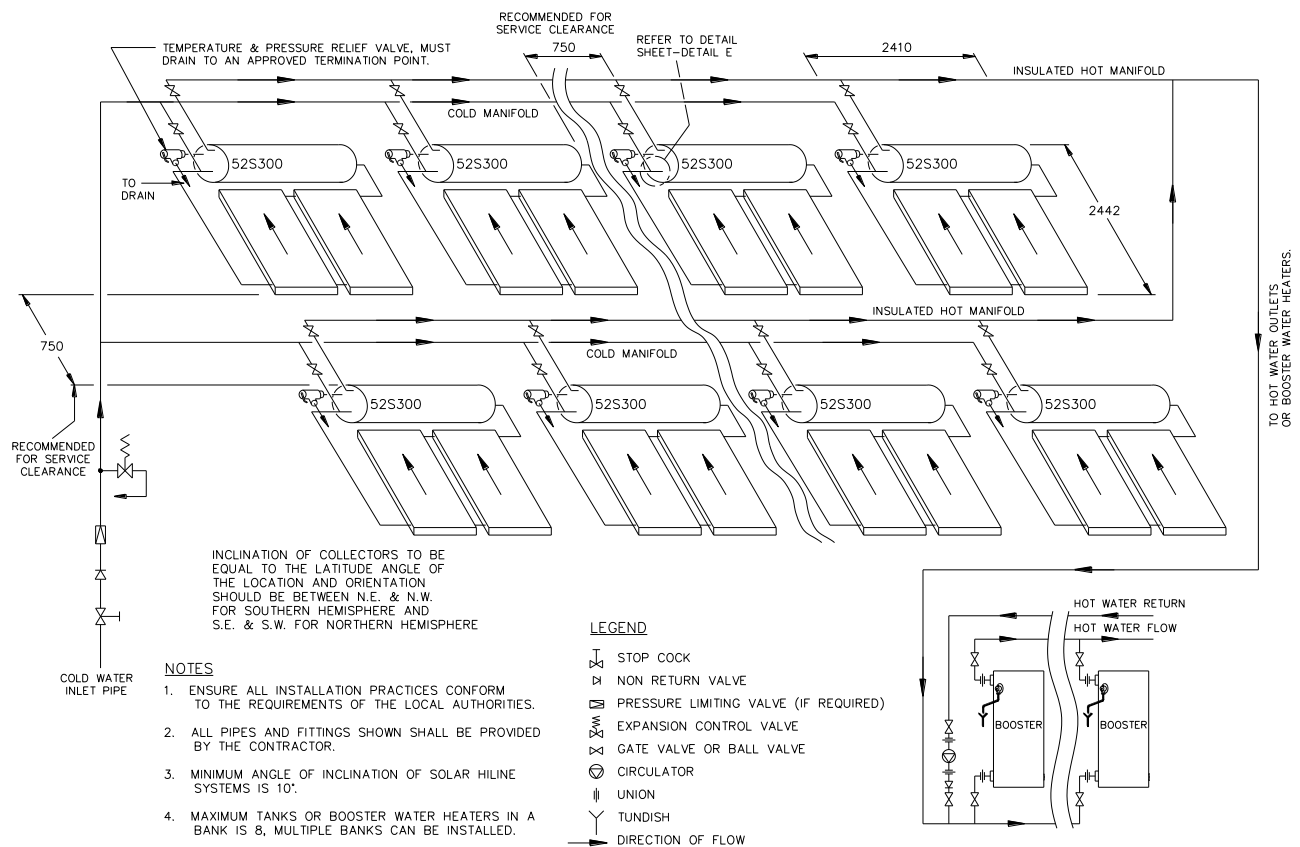 RECOMMENDED FOR
SERVICE CLEARANCE
750
REFER TO DETAIL
SHEET-DETAIL E
2410
TEMPERATURE & PRESSURE RELIEF VALVE, MUST
DRAIN TO AN APPROVED TERMINATION POINT.
INSULATED HOT MANIFOLD
COLD MANIFOLD
52S300
52S300
52S300
52S300
TO
DRAIN
2442
TO HOT WATER OUTLETS
OR BOOSTER WATER HEATERS.
INSULATED HOT MANIFOLD
750
COLD MANIFOLD
52S300
52S300
52S300
52S300
RECOMMENDED
FOR SERVICE
CLEARANCE
INCLINATION OF COLLECTORS TO BE
EQUAL TO THE LATITUDE ANGLE OF
THE LOCATION AND ORIENTATION
SHOULD BE BETWEEN N.E. & N.W.
FOR SOUTHERN HEMISPHERE AND
S.E. & S.W. FOR NORTHERN HEMISPHERE
COLD WATER
INLET PIPE
NOTES
1. ENSURE ALL INSTALLATION PRACTICES CONFORM
TO THE REQUIREMENTS OF THE LOCAL AUTHORITIES.
2. ALL PIPES AND FITTINGS SHOWN SHALL BE PROVIDED
BY THE CONTRACTOR.
3. MINIMUM ANGLE OF INCLINATION OF SOLAR HILINE
SYSTEMS IS 10°.
4. MAXIMUM TANKS OR BOOSTER WATER HEATERS IN A
BANK IS 8, MULTIPLE BANKS CAN BE INSTALLED.
LEGEND
STOP COCK
NON RETURN VALVE
PRESSURE LIMITING VALVE (IF REQUIRED)
EXPANSION CONTROL VALVE
GATE VALVE OR BALL VALVE
CIRCULATOR
UNION
TUNDISH
DIRECTION OF FLOW
HOT WATER RETURN
HOT WATER FLOW
BOOSTER
BOOSTER